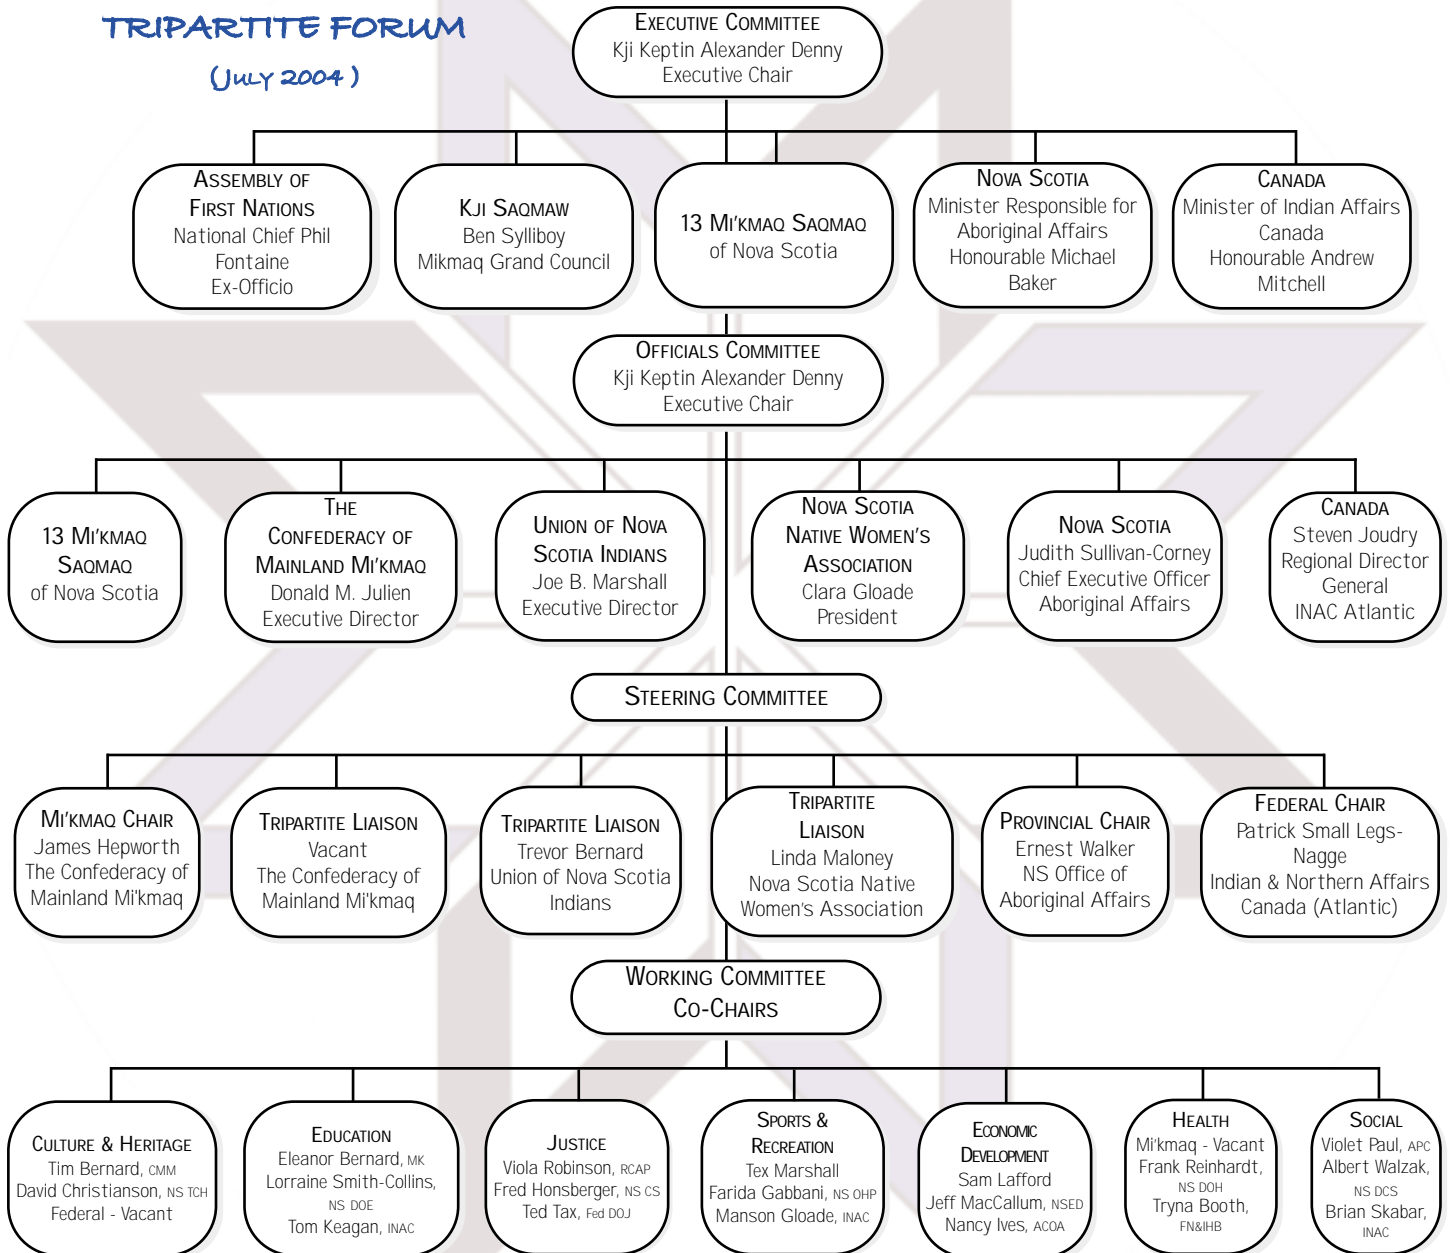 TRIPARTITE FORUM
(JULY 2004)
EXECUTIVE COMMITTEE
Kji Keptin Alexander Denny
Executive Chair
ASSEMBLY OF
FIRST NATIONS
National Chief Phil
Fontaine
Ex-Officio
KJI SAQMAW
Ben Sylliboy
Mikmaq Grand Council
13 MI'KMAQ SAQMAQ
of Nova Scotia
NOVA SCOTIA
Minister Responsible for
Aboriginal Affairs
Honourable Michael
Baker
CANADA
Minister of Indian Affairs
Canada
Honourable Andrew
Mitchell
OFFICIALS COMMITTEE
Kji Keptin Alexander Denny
Executive Chair
13 MI'KMAQ
SAQMAQ
of Nova Scotia
THE
CONFEDERACY OF
MAINLAND MI'KMAQ
Donald M. Julien
Executive Director
UNION OF NOVA
SCOTIA INDIANS
Joe B. Marshall
Executive Director
NOVA SCOTIA
NATIVE WOMEN'S
ASSOCIATION
Clara Gloade
President
NOVA SCOTIA
Judith Sullivan-Corney
Chief Executive Officer
Aboriginal Affairs
CANADA
Steven Joudry
Regional Director
General
INAC Atlantic
STEERING COMMITTEE
MI'KMAQ CHAIR
James Hepworth
The Confederacy of
Mainland Mi'kmaq
TRIPARTITE LIAISON
Vacant
The Confederacy of
Mainland Mi'kmaq
TRIPARTITE LIAISON
Trevor Bernard
Union of Nova Scotia
Indians
TRIPARTITE
LIAISON
Linda Maloney
Nova Scotia Native
Women's Association
PROVINCIAL CHAIR
Ernest Walker
NS Office of
Aboriginal Affairs
FEDERAL CHAIR
Patrick Small Legs-
Nagge
Indian & Northern Affairs
Canada (Atlantic)
WORKING COMMITTEE
CO-CHAIRS
CULTURE & HERITAGE
Tim Bernard, CMM
David Christianson, NS TCH
Federal - Vacant
EDUCATION
Eleanor Bernard, MK
Lorraine Smith-Collins,
NS DOE
Tom Keagan, INAC
JUSTICE
Viola Robinson, RCAP
Fred Honsberger, NS CS
Ted Tax, Fed DOJ
SPORTS &
RECREATION
Tex Marshall
Farida Gabbani, NS OHP
Manson Gloade, INAC
ECONOMIC
DEVELOPMENT
Sam Lafford
Jeff MacCallum, NSED
Nancy Ives, ACOA
HEALTH
Mi'kmaq - Vacant
Frank Reinhardt,
NS DOH
Tryna Booth,
FN&IHB
SOCIAL
Violet Paul, APC
Albert Walzak,
NS DCS
Brian Skabar,
INAC